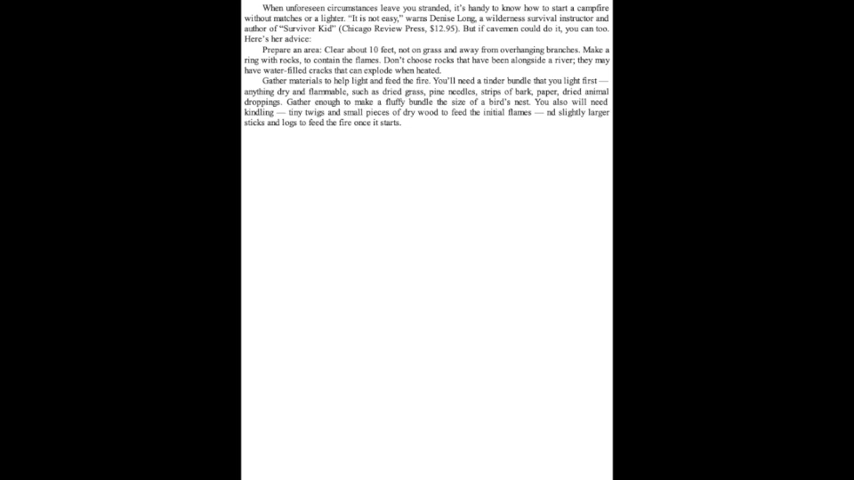 When unforeseen circumstances leave you stranded, it's handy to know how to start a campfire
without matches or a lighter. “It is not easy,” warns Denise Long, a wilderness survival instructor and
author of “Survivor Kid” (Chicago Review Press, $12.95). But if cavemen could do it, you can too.
Here's her advice:
Prepare an area: Clear about 10 feet, not on grass and away from overhanging branches. Make a
ring with rocks, to contain the flames. Don't choose rocks that have been alongside a river; they may
have water-filled cracks that can explode when heated.
Gather materials to help light and feed the fire. You'll need a tinder bundle that you light first —
anything dry and flammable, such as dried grass, pine needles, strips of bark, paper, dried animal
droppings. Gather enough to make a fluffy bundle the size of a bird's nest. You also will need
kindling — tiny twigs and small pieces of dry wood to feed the initial flames — nd slightly larger
sticks and logs to feed the fire once it starts.